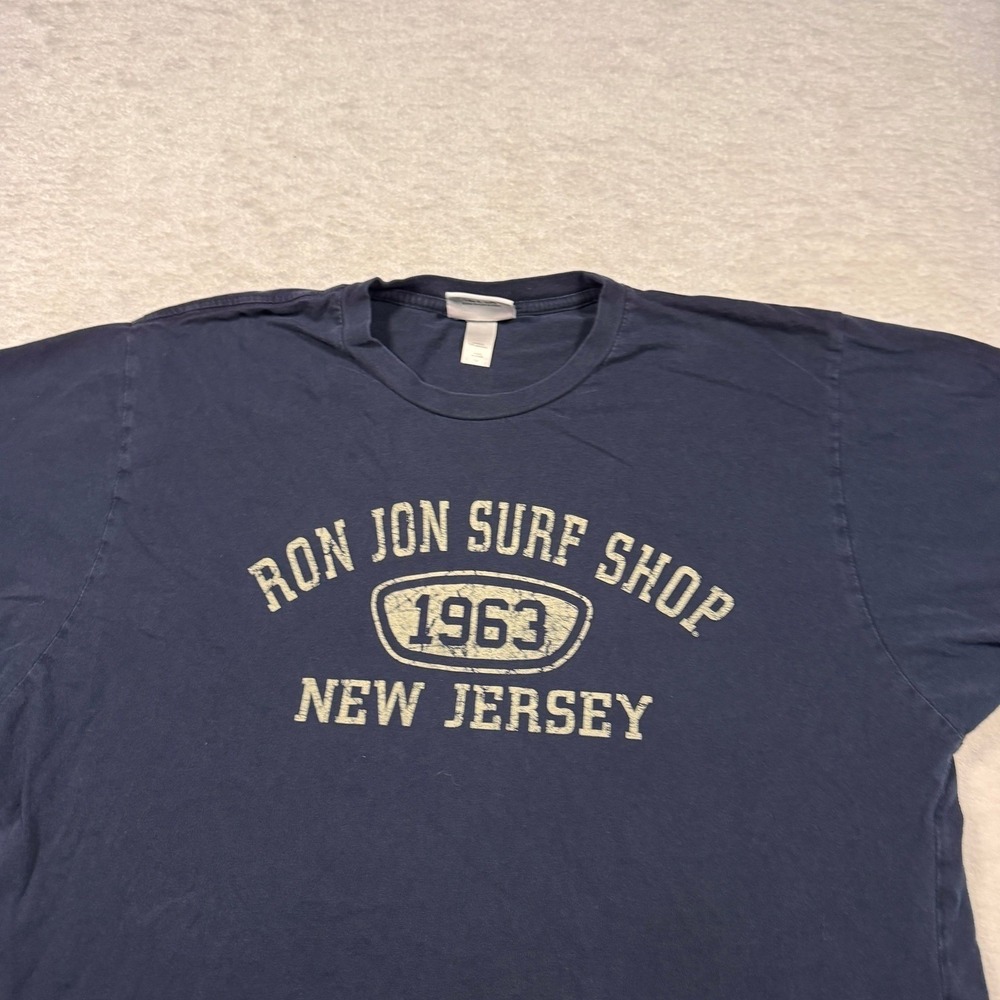 RON JON SURF SHOP
1963
NEW JERSEY